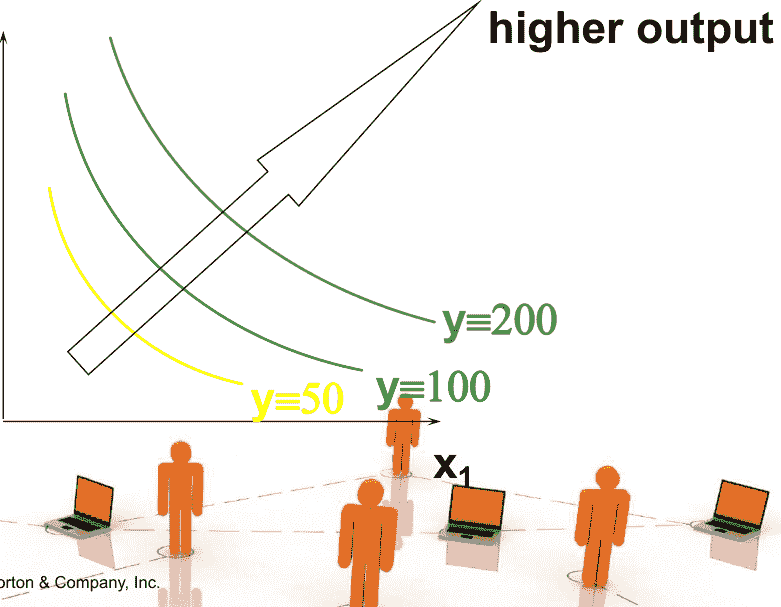 higher output
y≡200
y≡100
y≡50
x₁
orton & Company, Inc.